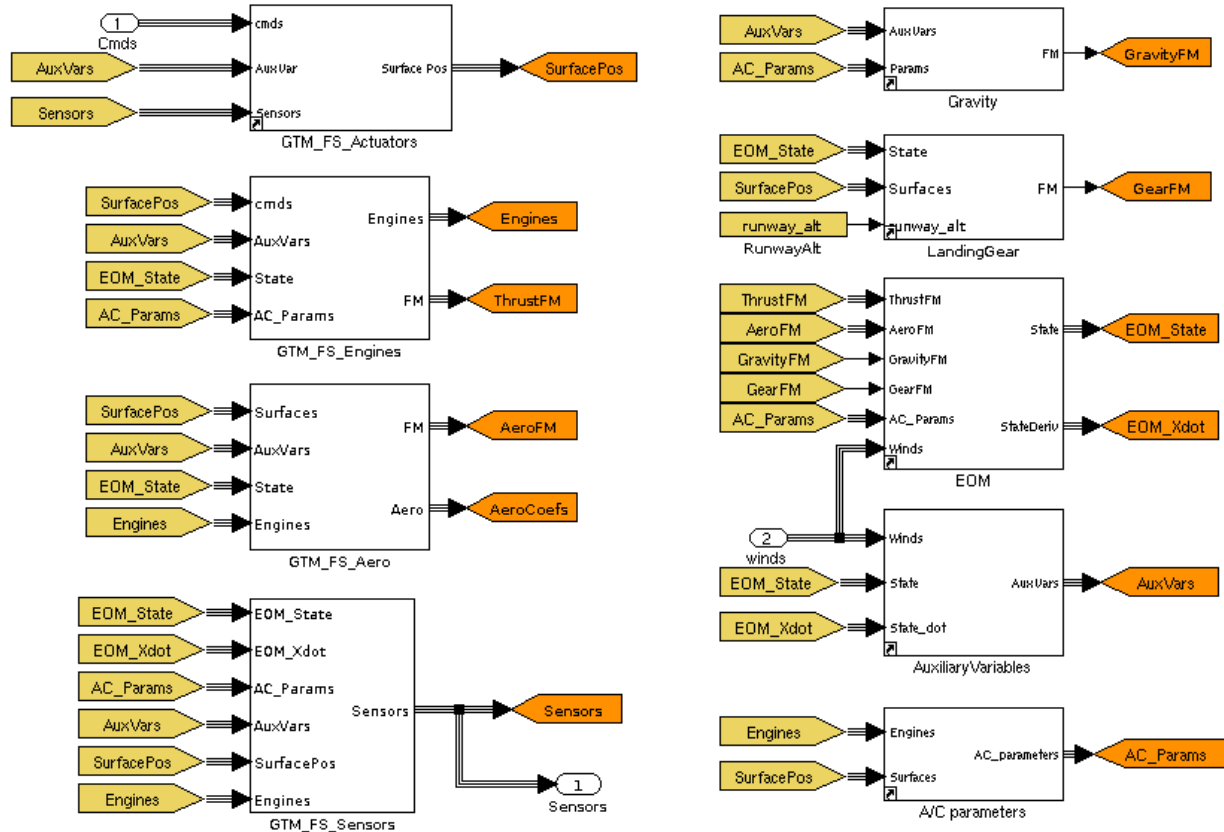 1
Cmds
AuxVars
Sensors
cmds
AuxVar
Sensors
Surface Pos
SurfacePos
GTM_FS_Actuators
SurfacePos
AuxVars
EOM_State
AC_Params
cmds
AuxVars
State
AC_Params
Engines
FM
Engines
ThrustFM
GTM_FS_Engines
SurfacePos
AuxVars
EOM_State
Engines
Surfaces
AuxVars
State
Engines
FM
Aero
AeroFM
AeroCoefs
GTM_FS_Aero
EOM_State
EOM_Xdot
AC_Params
AuxVars
SurfacePos
Engines
EOM_State
EOM_Xdot
AC_Params
AuxVars
SurfacePos
Engines
Sensors
Sensors
1
Sensors
GTM_FS_Sensors
AuxVars
AC_Params
AuxVars
Params
FM
GravityFM
Gravity
EOM_State
SurfacePos
runway_alt
RunwayAlt
State
Surfaces
runway_alt
FM
GearFM
LandingGear
ThrustFM
AeroFM
GravityFM
GearFM
AC_Params
ThrustFM
AeroFM
GravityFM
GearFM
AC_Params
Winds
State
StateDeriv
EOM_State
EOM_Xdot
EOM
2
winds
EOM_State
EOM_Xdot
Winds
State
State_dot
AuxVars
AuxVars
AuxiliaryVariables
Engines
SurfacePos
Engines
Surfaces
AC_parameters
AC_Params
A/C parameters